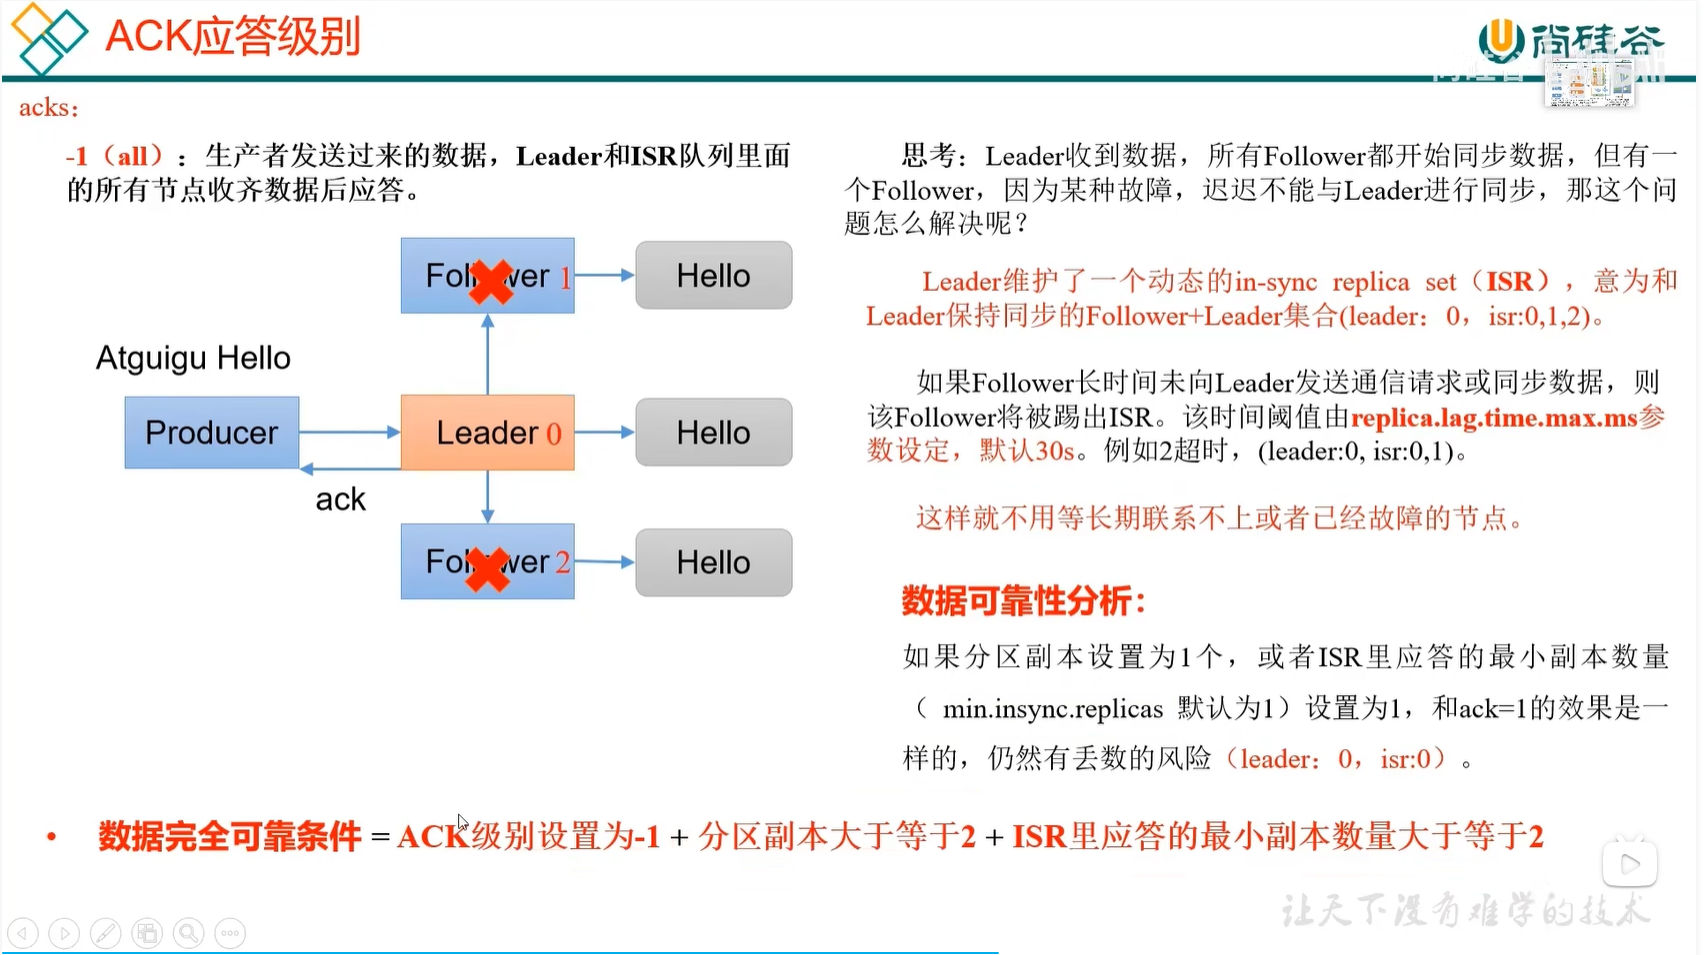 ACK应答级别
尚硅谷
acks：
-1（all）：生产者发送过来的数据，Leader和ISR队列里面
的所有节点收齐数据后应答。
Follower 1
Hello
Atguigu Hello
Producer
Leader 0
Hello
ack
Follower 2
Hello
思考：Leader收到数据，所有Follower都开始同步数据，但有一
个Follower，因为某种故障，迟迟不能与Leader进行同步，那这个问
题怎么解决呢？
Leader维护了一个动态的in-sync replica set（ISR），意为和
Leader保持同步的Follower+Leader集合(leader：0，isr:0,1,2)。
如果Follower长时间未向Leader发送通信请求或同步数据，则
该Follower将被踢出ISR。该时间阈值由replica.lag.time.max.ms参
数设定，默认30s。例如2超时，(leader:0, isr:0,1)。
这样就不用等长期联系不上或者已经故障的节点。
数据可靠性分析：
如果分区副本设置为1个，或者ISR里应答的最小副本数量
（ min.insync.replicas 默认为1）设置为1，和ack=1的效果是一
样的，仍然有丢数的风险（leader：0，isr:0）。
• 数据完全可靠条件 = ACK级别设置为-1 + 分区副本大于等于2 + ISR里应答的最小副本数量大于等于2
让天下没有难学的技术